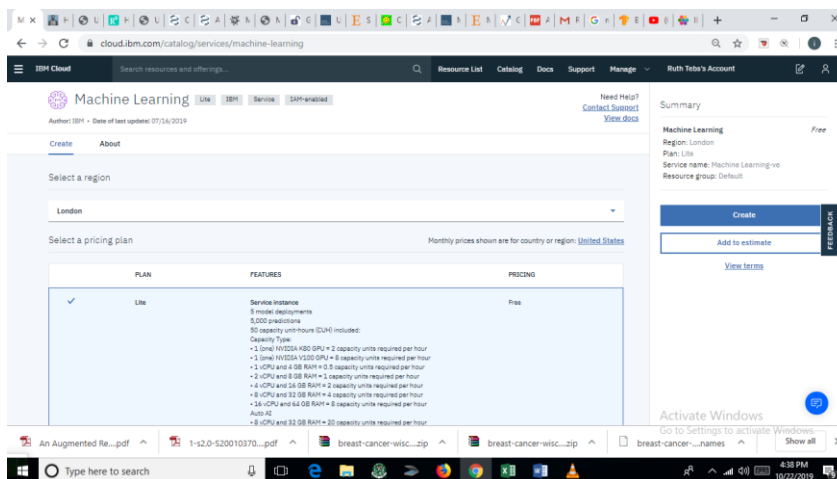 cloud.ibm.com/catalog/services/machine-learning
IBM Cloud
Search resources and offerings...
Resource List Catalog Docs Support Manage
Ruth Tebs's Account
Machine Learning Lite IBM Service IAM-enabled
Author: IBM • Date of last update: 07/16/2019
Need Help?
Contact Support
View docs
Create About
Select a region
London
Select a pricing plan
Monthly prices shown are for country or region: United States
PLAN FEATURES PRICING
Lite
Service instance
Free
5 model deployments
5,000 predictions
50 capacity unit-hours (CUH) included:
Capacity Type:
• 1 (one) NVIDIA K80 GPU = 2 capacity units required per hour
• 1 (one) NVIDIA V100 GPU = 8 capacity units required per hour
• 1 vCPU and 4 GB RAM = 0.5 capacity units required per hour
• 2 vCPU and 8 GB RAM = 1 capacity units required per hour
• 4 vCPU and 16 GB RAM = 2 capacity units required per hour
• 8 vCPU and 32 GB RAM = 4 capacity units required per hour
• 16 vCPU and 64 GB RAM = 8 capacity units required per hour
Auto AI
• 8 vCPU and 32 GB RAM = 20 capacity units required per hour
Summary
Machine Learning Free
Region: London
Plan: Lite
Service name: Machine Learning-ve
Resource group: Default
Create
Add to estimate
View terms
FEEDBACK
Activate Windows
Go to Settings to activate Windows.
An Augmented Re....pdf
1-s2.0-S20010370....pdf
breast-cancer-wisc....zip
breast-cancer-wisc....zip
breast-cancer-....names
Show all
Type here to search
4:38 PM
10/22/2019